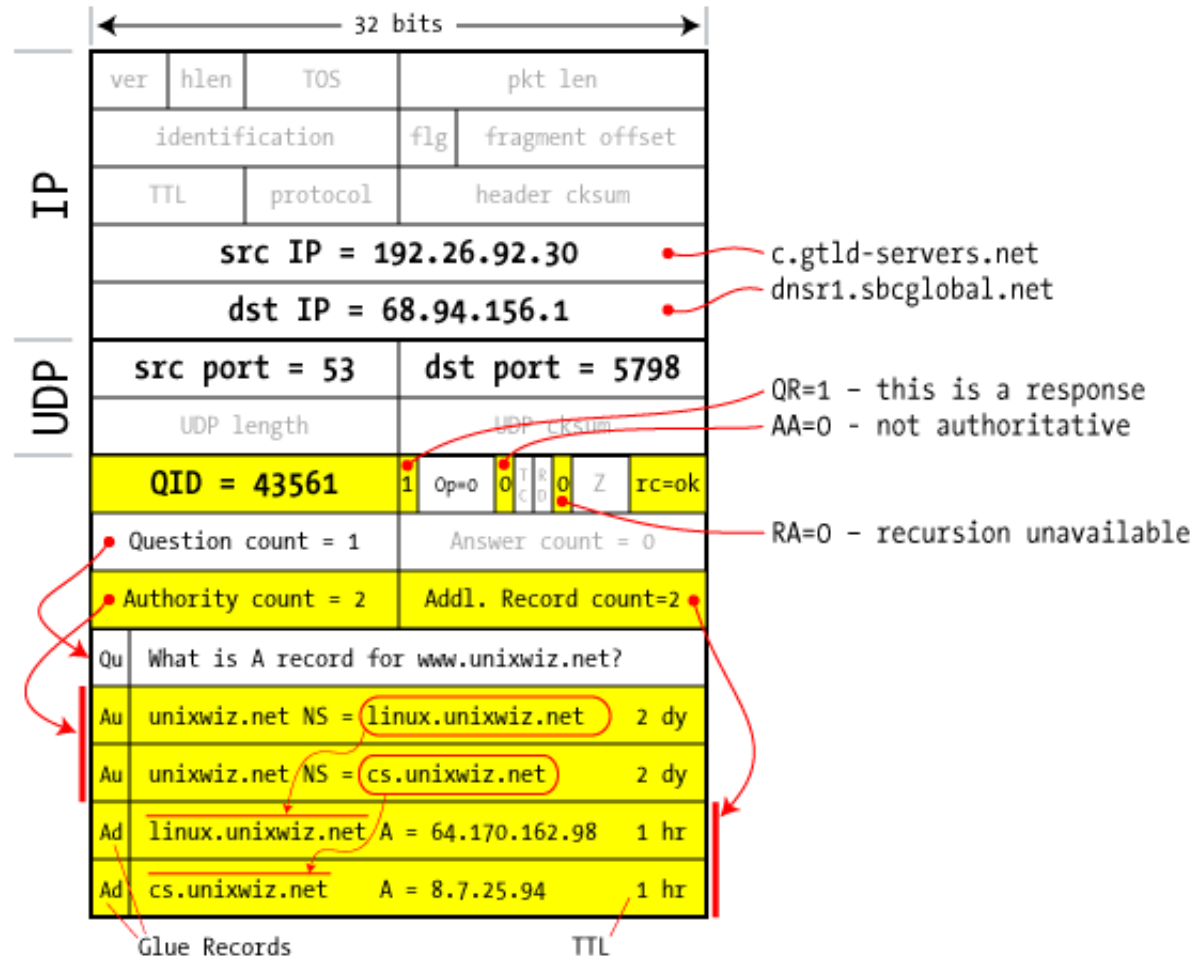 32 bits
IP
ver hlen TOS pkt len
identification flg fragment offset
TTL protocol header cksum
src IP = 192.26.92.30
c.gtld-servers.net
dst IP = 68.94.156.1
dnsr1.sbcglobal.net
UDP
src port = 53 dst port = 5798
UDP length UDP cksum
QR=1 – this is a response
AA=0 - not authoritative
QID = 43561 1 Op=0 0 TC RD 0 Z rc=ok
RA=0 – recursion unavailable
Question count = 1 Answer count = 0
Authority count = 2 Addl. Record count=2
Qu What is A record for www.unixwiz.net?
Au unixwiz.net NS = linux.unixwiz.net 2 dy
Au unixwiz.net NS = cs.unixwiz.net 2 dy
Ad linux.unixwiz.net A = 64.170.162.98 1 hr
Ad cs.unixwiz.net A = 8.7.25.94 1 hr
Glue Records TTL